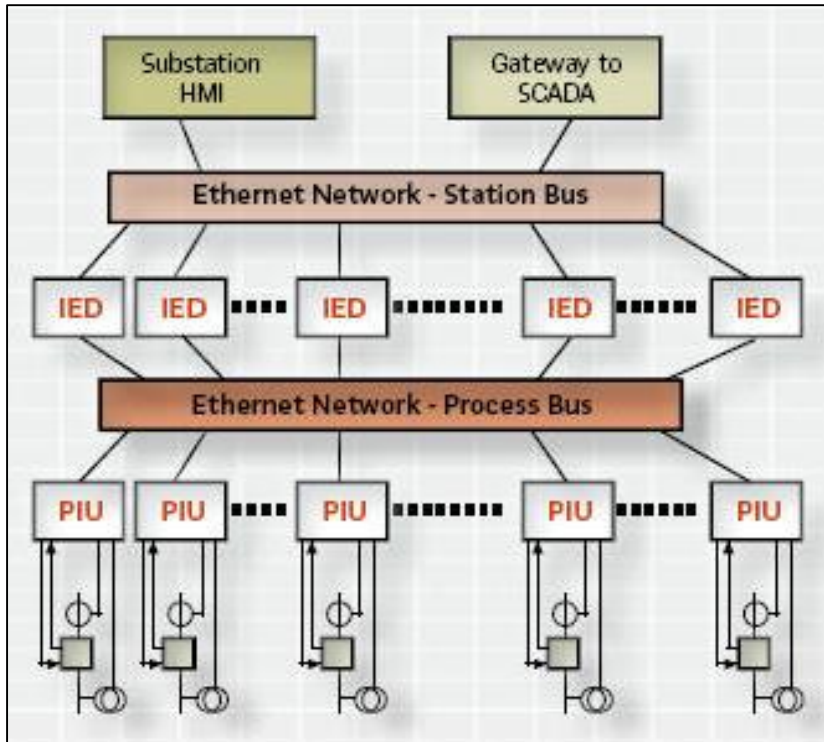 Substation
HMI
Gateway to
SCADA
Ethernet Network - Station Bus
IED IED IED IED IED
Ethernet Network - Process Bus
PIU PIU PIU PIU PIU